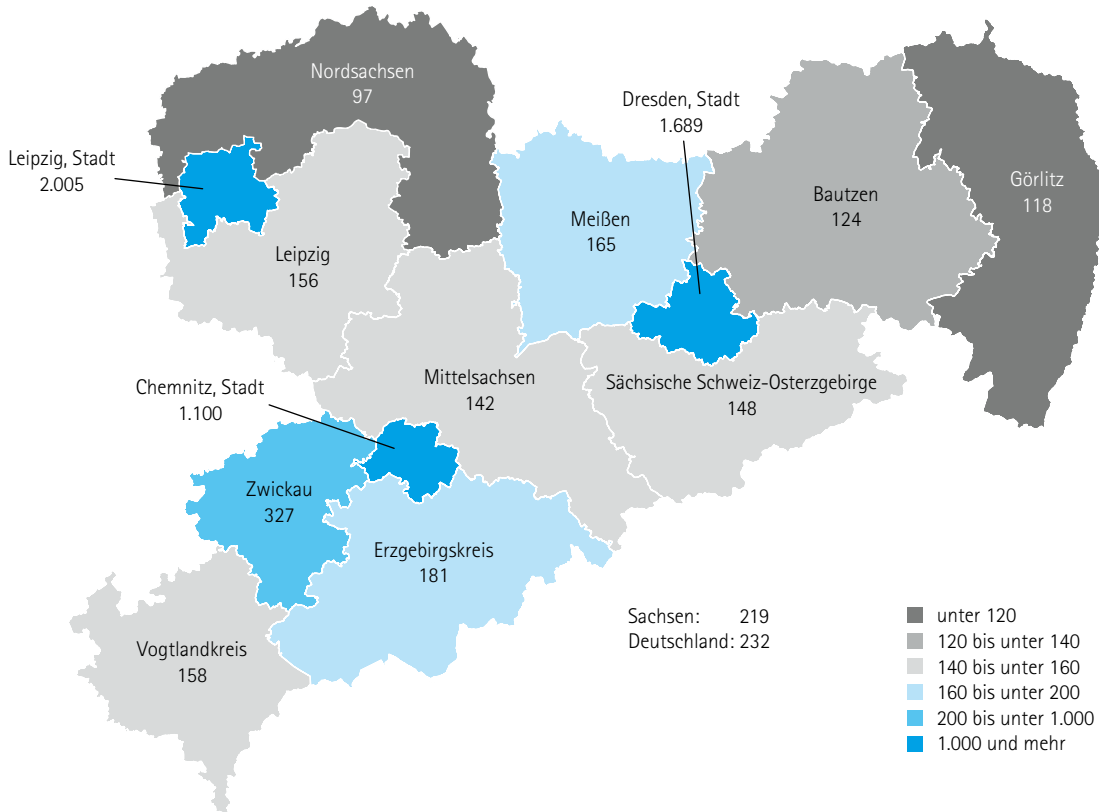 Nordsachsen
97
Dresden, Stadt
1.689
Leipzig, Stadt
2.005
Görlitz
118
Bautzen
124
Meißen
165
Leipzig
156
Mittelsachsen
142
Sächsische Schweiz-Osterzgebirge
148
Chemnitz, Stadt
1.100
Zwickau
327
Erzgebirgskreis
181
Vogtlandkreis
158
Sachsen: 219
Deutschland: 232
unter 120
120 bis unter 140
140 bis unter 160
160 bis unter 200
200 bis unter 1.000
1.000 und mehr